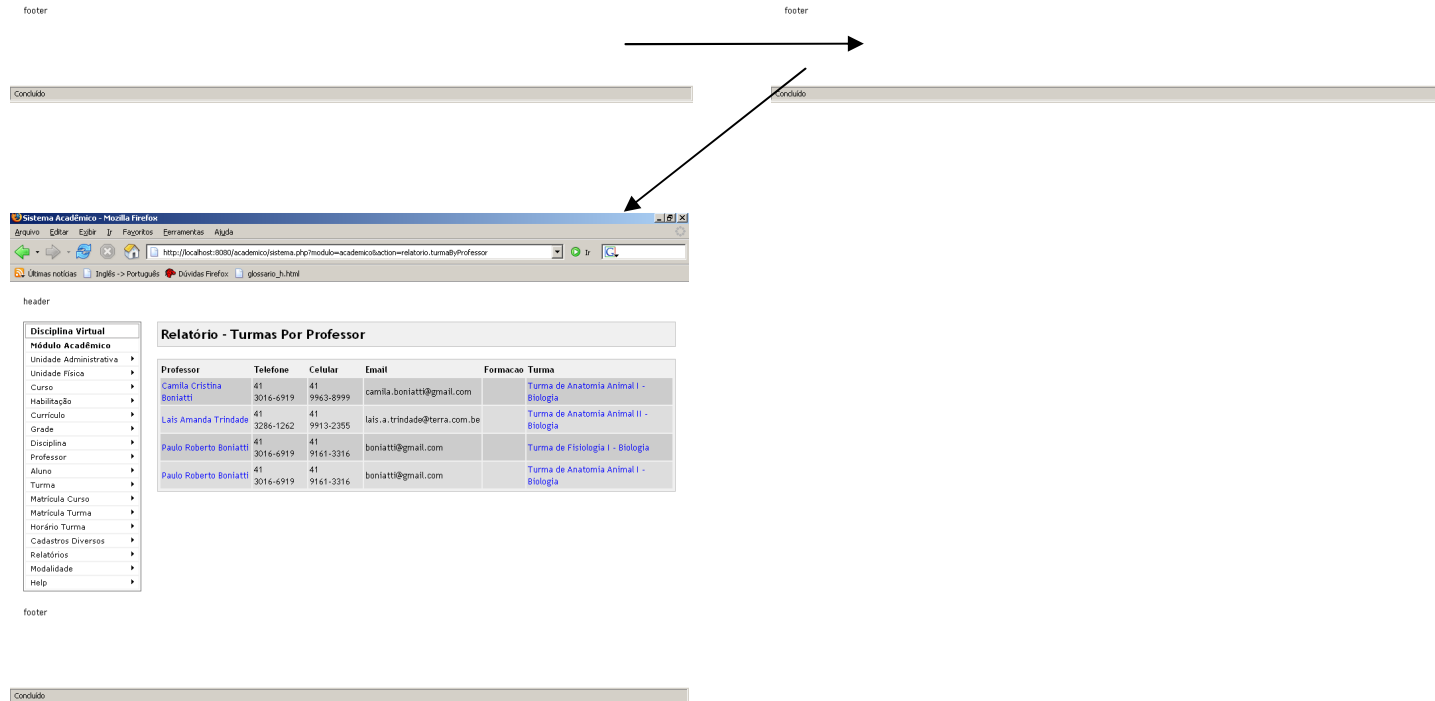 footer
footer
Concluído
Concluído
Sistema Acadêmico - Mozilla Firefox
Arquivo Editar Exibir Ir Favoritos Ferramentas Ajuda
http://localhost:8080/academico/sistema.php?modulo=academico&action=relatorio.turmaByProfessor
Ir
G
Últimas notícias Inglês -> Português Dúvidas Firefox glossario_h.html
header
Disciplina Virtual
Módulo Acadêmico
Unidade Administrativa
Unidade Física
Curso
Habilitação
Currículo
Grade
Disciplina
Professor
Aluno
Turma
Matrícula Curso
Matrícula Turma
Horário Turma
Cadastros Diversos
Relatórios
Modalidade
Help
Relatório - Turmas Por Professor
Professor Telefone Celular Email Formacao Turma
Camila Cristina Boniatti 41 3016-6919 41 9963-8999 camila.boniatti@gmail.com Turma de Anatomia Animal I - Biologia
Lais Amanda Trindade 41 3286-1262 41 9913-2355 lais.a.trindade@terra.com.be Turma de Anatomia Animal II - Biologia
Paulo Roberto Boniatti 41 3016-6919 41 9161-3316 boniatti@gmail.com Turma de Fisiologia I - Biologia
Paulo Roberto Boniatti 41 3016-6919 41 9161-3316 boniatti@gmail.com Turma de Anatomia Animal I - Biologia
footer
Concluído